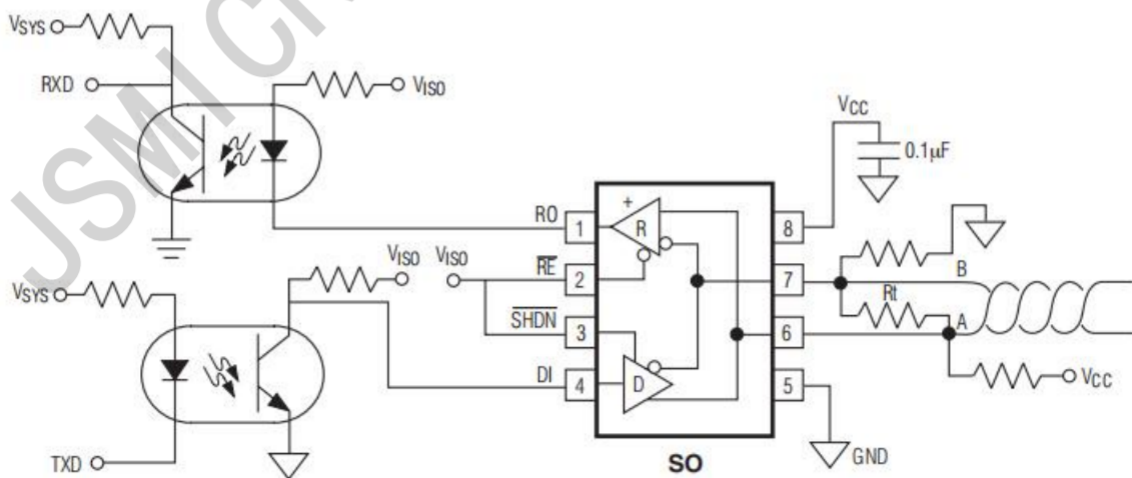 JSMICR
VSYS
RXD
VISO
VCC
0.1µF
RO
1
+
R
8
VISO
VISO
RE
2
7
B
VSYS
SHDN
3
Rt
6
A
DI
4
D
5
VCC
TXD
SO
GND